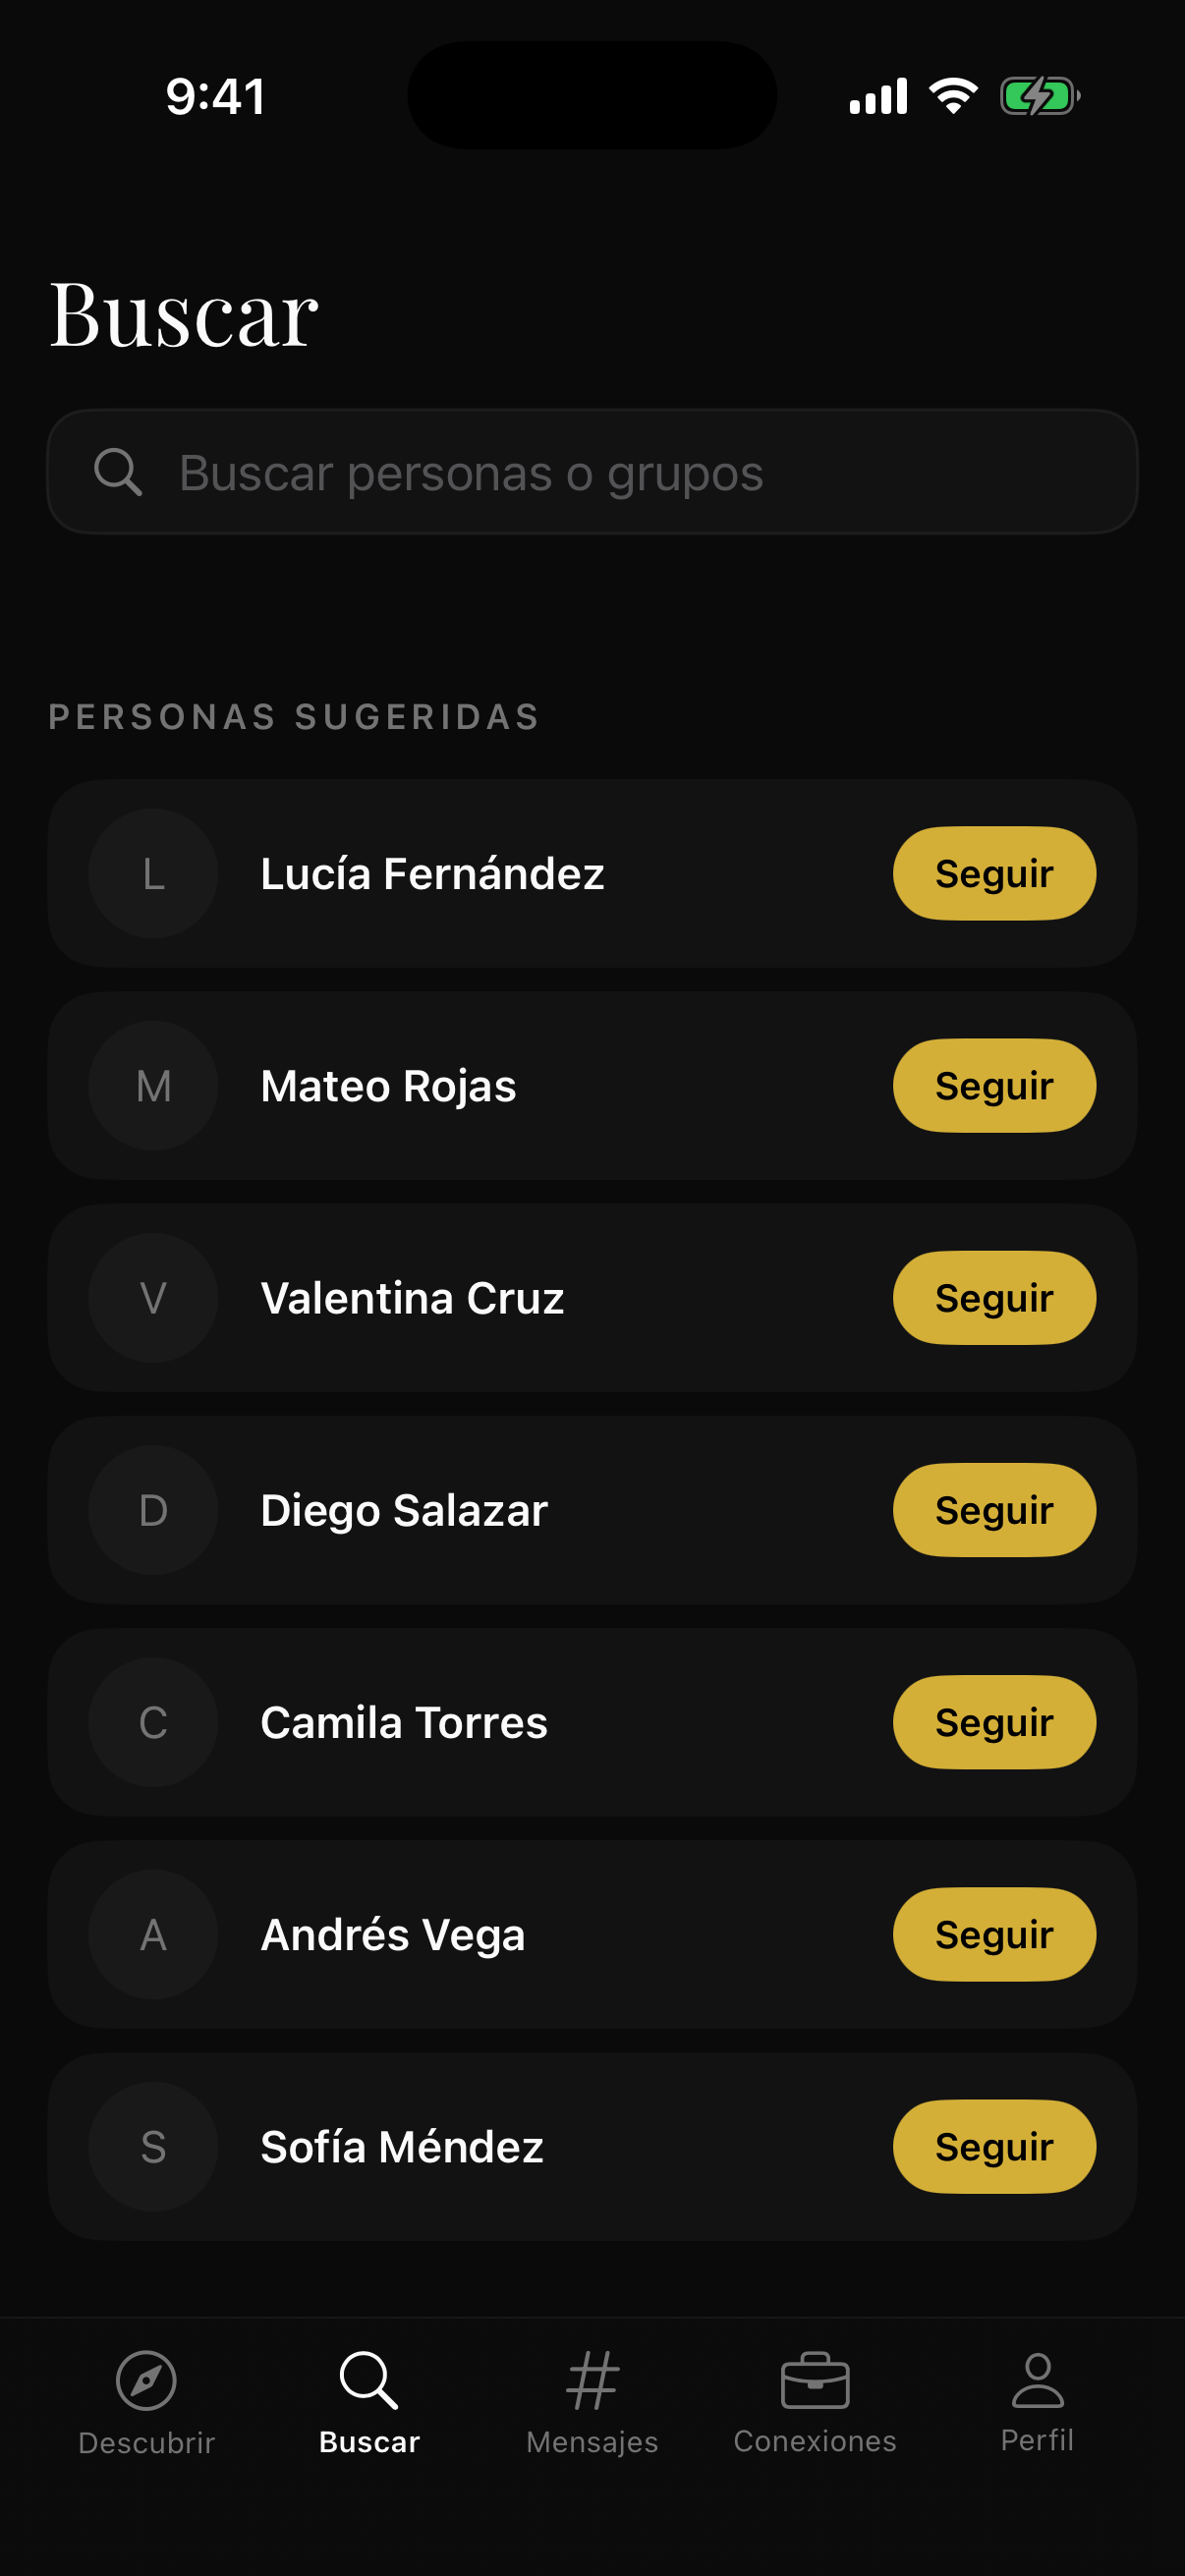 9:41
Buscar
Buscar personas o grupos
PERSONAS SUGERIDAS
L Lucía Fernández Seguir
M Mateo Rojas Seguir
V Valentina Cruz Seguir
D Diego Salazar Seguir
C Camila Torres Seguir
A Andrés Vega Seguir
S Sofía Méndez Seguir
Descubrir Buscar Mensajes Conexiones Perfil